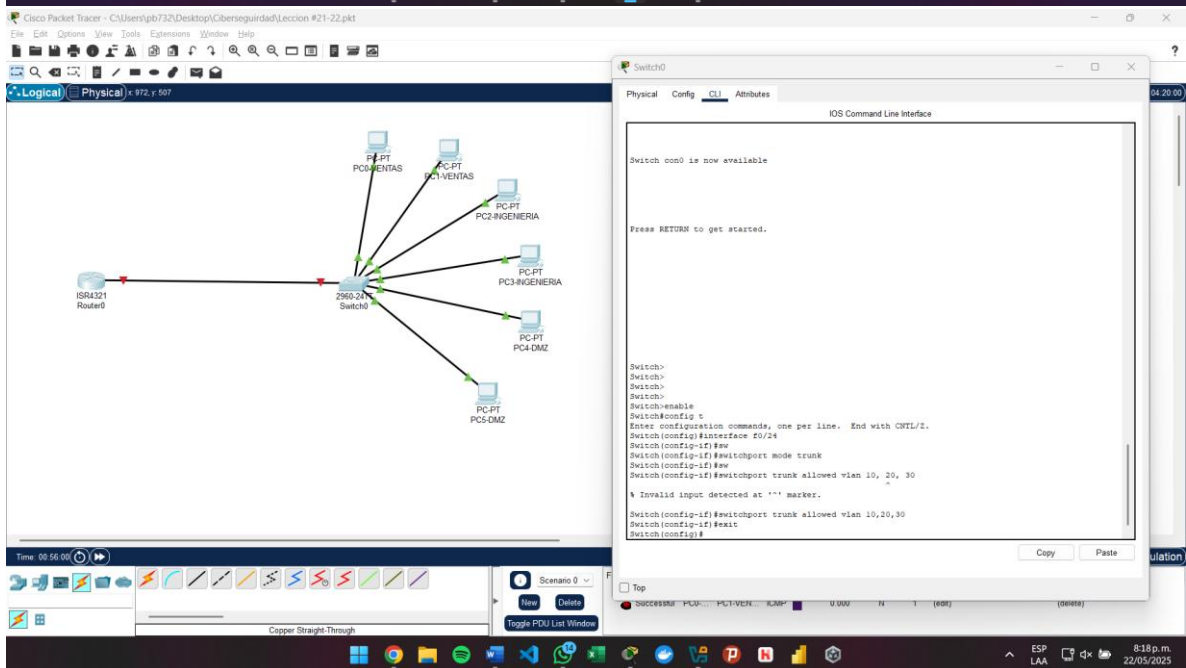 Cisco Packet Tracer - C:\Users\pb732\Desktop\Ciberseguirdad\Leccion #21-22.pkt
File Edit Options View Tools Extensions Window Help
?
Logical
Physical
x: 972, y: 507
04:20:00
Switch0
Physical Config CLI Attributes
IOS Command Line Interface
Switch con0 is now available
Press RETURN to get started.
Switch>
Switch>
Switch>
Switch>
Switch>enable
Switch#config t
Enter configuration commands, one per line. End with CNTL/Z.
Switch(config)#interface f0/24
Switch(config-if)#sw
Switch(config-if)#switchport mode trunk
Switch(config-if)#sw
Switch(config-if)#switchport trunk allowed vlan 10, 20, 30
^
% Invalid input detected at '^' marker.
Switch(config-if)#switchport trunk allowed vlan 10,20,30
Switch(config-if)#exit
Switch(config)#
Copy Paste
Top
PC-PT
PC0-VENTAS
PC-PT
PC1-VENTAS
PC-PT
PC2-INGENIERIA
PC-PT
PC3-INGENIERIA
PC-PT
PC4-DMZ
PC-PT
PC5-DMZ
ISR4321
Router0
2960-24TT
Switch0
Time: 00:56:00
Scenario 0
New Delete
Toggle PDU List Window
Copper Straight-Through
Successful PC0-... PC1-VEN... ICMP 0.000 N 1 (edit) (delete)
14
ESP
LAA
8:18 p. m.
22/05/2025